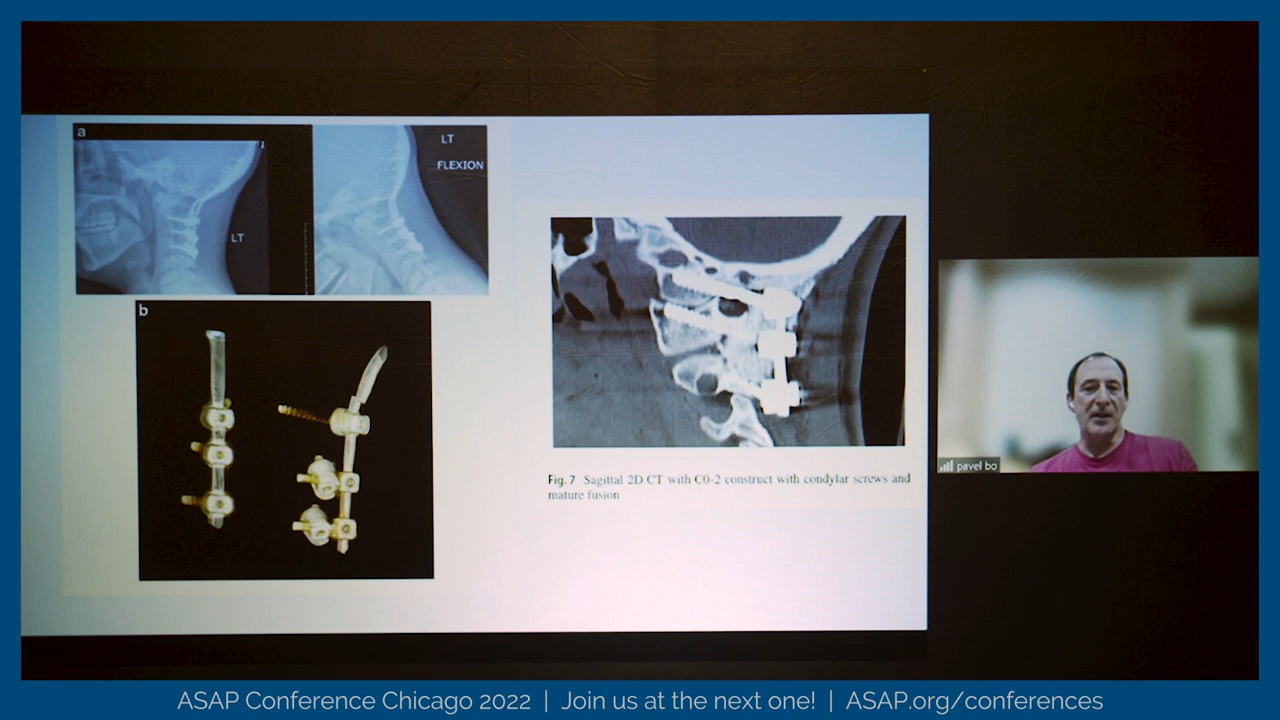 a
LT
LT
FLEXION
b
Fig. 7 Sagittal 2D CT with C0-2 construct with condylar screws and
mature fusion
pavel bo
ASAP Conference Chicago 2022 | Join us at the next one! | ASAP.org/conferences